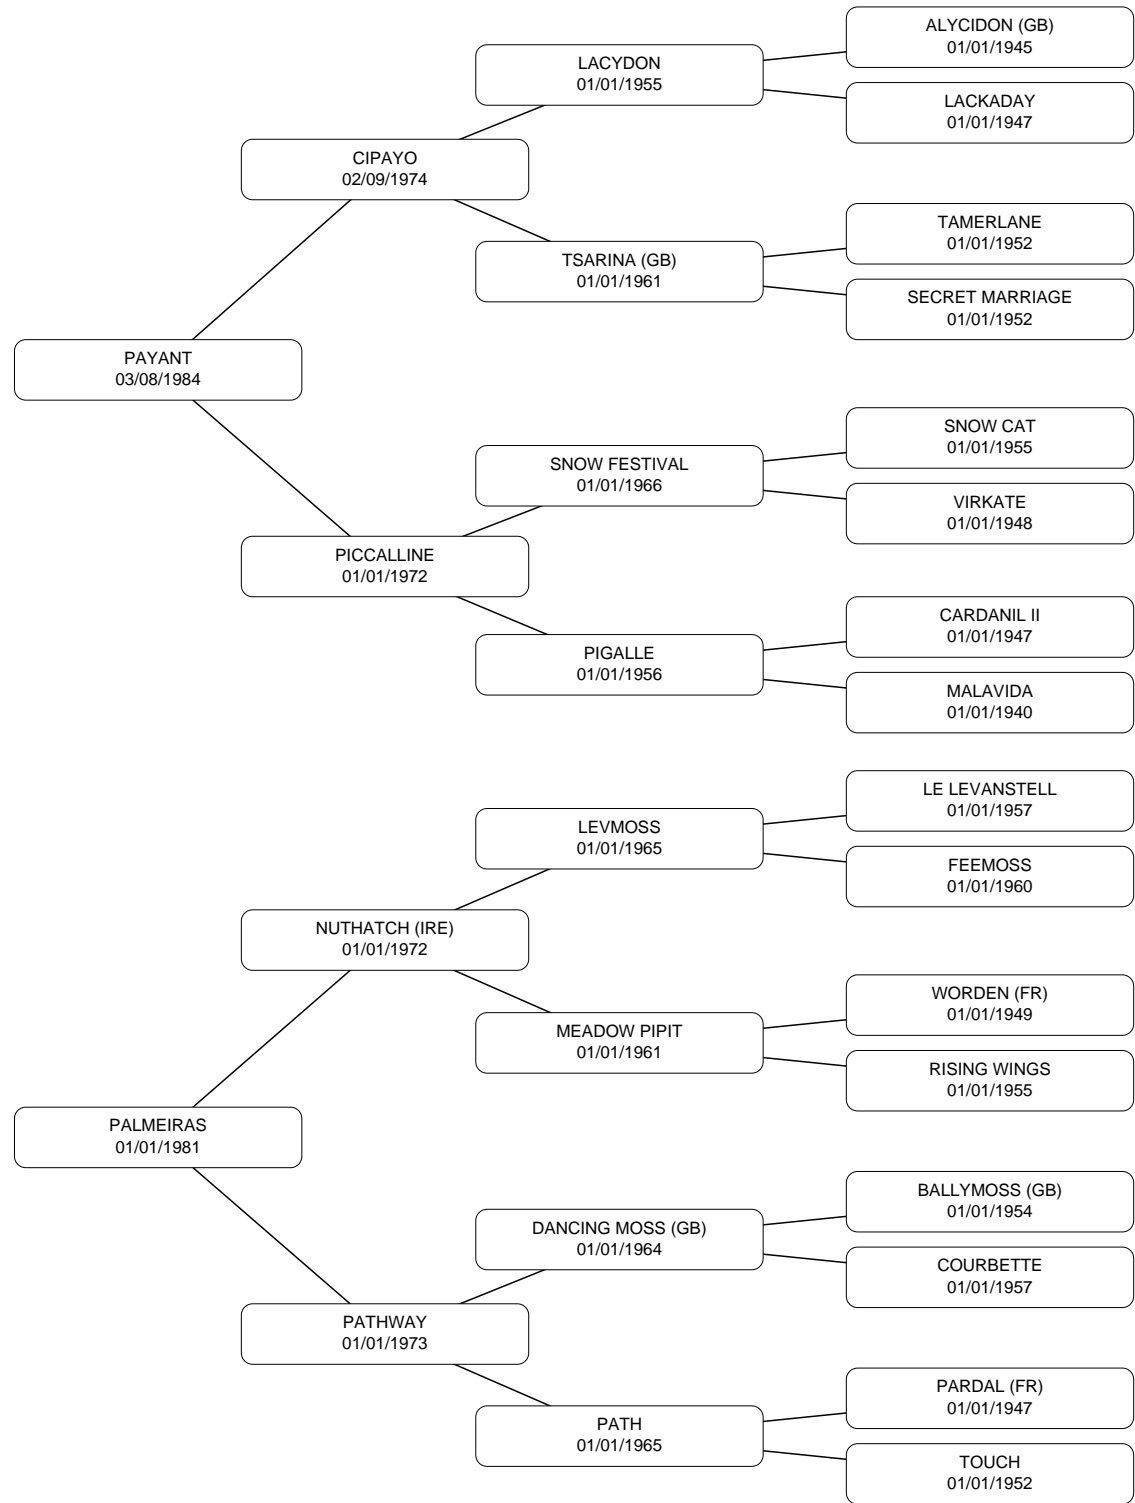 ALYCIDON (GB)
01/01/1945
LACYDON
01/01/1955
LACKADAY
01/01/1947
CIPAYO
02/09/1974
TAMERLANE
01/01/1952
TSARINA (GB)
01/01/1961
SECRET MARRIAGE
01/01/1952
PAYANT
03/08/1984
SNOW CAT
01/01/1955
SNOW FESTIVAL
01/01/1966
VIRKATE
01/01/1948
PICCALLINE
01/01/1972
CARDANIL II
01/01/1947
PIGALLE
01/01/1956
MALAVIDA
01/01/1940
LE LEVANSTELL
01/01/1957
LEVMOSS
01/01/1965
FEEMOSS
01/01/1960
NUTHATCH (IRE)
01/01/1972
WORDEN (FR)
01/01/1949
MEADOW PIPIT
01/01/1961
RISING WINGS
01/01/1955
PALMEIRAS
01/01/1981
BALLYMOSS (GB)
01/01/1954
DANCING MOSS (GB)
01/01/1964
COURBETTE
01/01/1957
PATHWAY
01/01/1973
PARDAL (FR)
01/01/1947
PATH
01/01/1965
TOUCH
01/01/1952